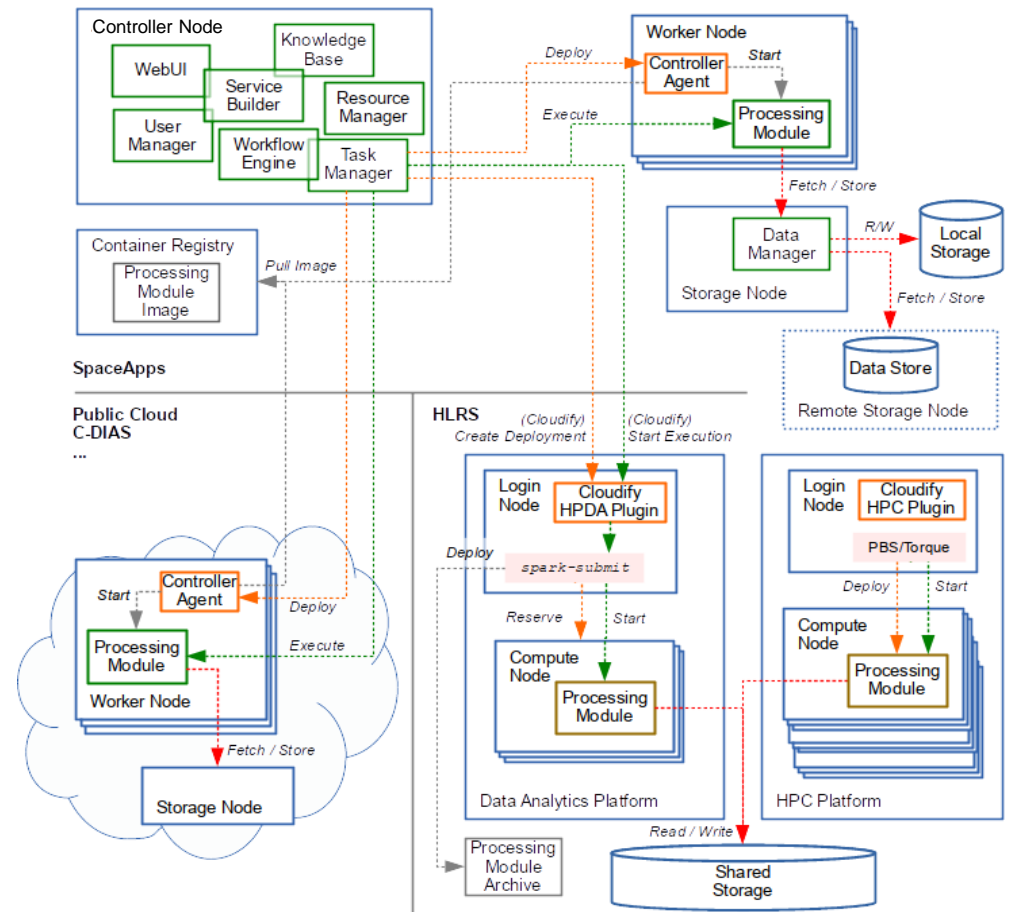 Controller Node
WebUI
Knowledge
Base
Service
Builder
Resource
Manager
User
Manager
Workflow
Engine
Task
Manager
Deploy
Execute
Worker Node
Controller
Agent
Start
Processing
Module
Fetch / Store
Data
Manager
Storage Node
R/W
Local
Storage
Fetch / Store
Data Store
Remote Storage Node
Container Registry
Processing
Module
Image
Pull Image
SpaceApps
Public Cloud
C-DIAS
...
Controller
Agent
Start
Deploy
Processing
Module
Execute
Worker Node
Fetch / Store
Storage Node
HLRS
(Cloudify)
Create Deployment
(Cloudify)
Start Execution
Login
Node
Cloudify
HPDA Plugin
Deploy
spark-submit
Reserve
Start
Compute
Node
Processing
Module
Data Analytics Platform
Login
Node
Cloudify
HPC Plugin
PBS/Torque
Deploy
Start
Compute
Node
Processing
Module
HPC Platform
Read / Write
Processing
Module
Archive
Shared
Storage